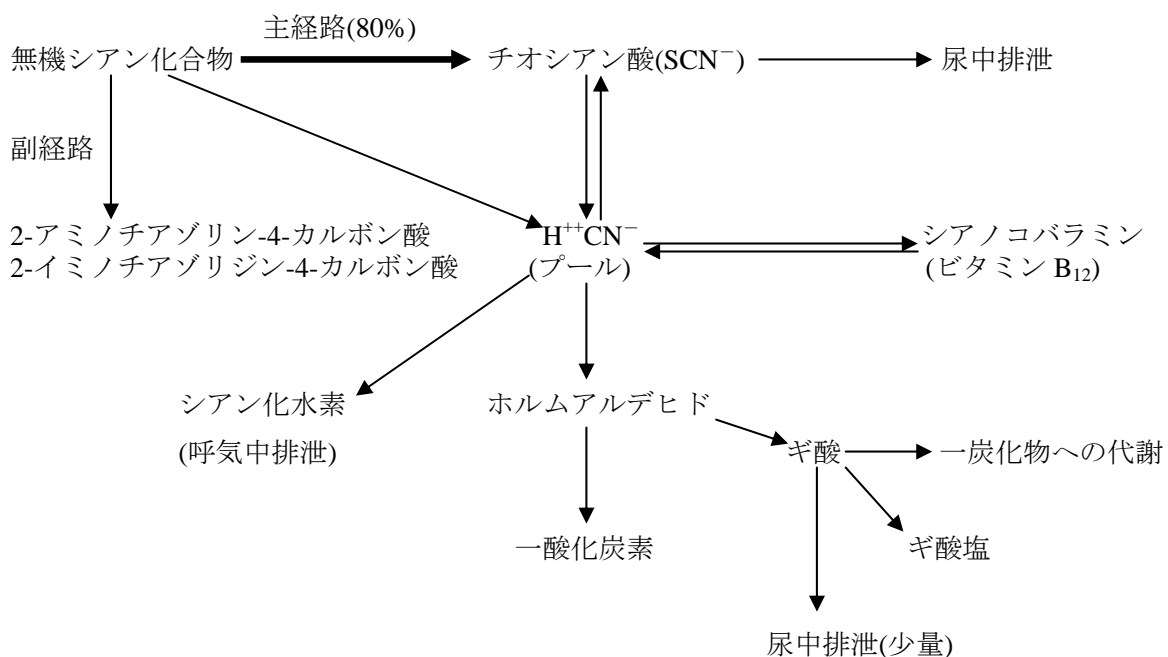 主経路(80%)
無機シアン化合物
チオシアン酸(SCN⁻)
尿中排泄
副経路
2-アミノチアゾリン-4-カルボン酸
2-イミノチアゾリジン-4-カルボン酸
H⁺⁺CN⁻
(プール)
シアノコバラミン
(ビタミン B₁₂)
シアン化水素
(呼気中排泄)
ホルムアルデヒド
ギ酸
一炭化物への代謝
一酸化炭素
ギ酸塩
尿中排泄(少量)